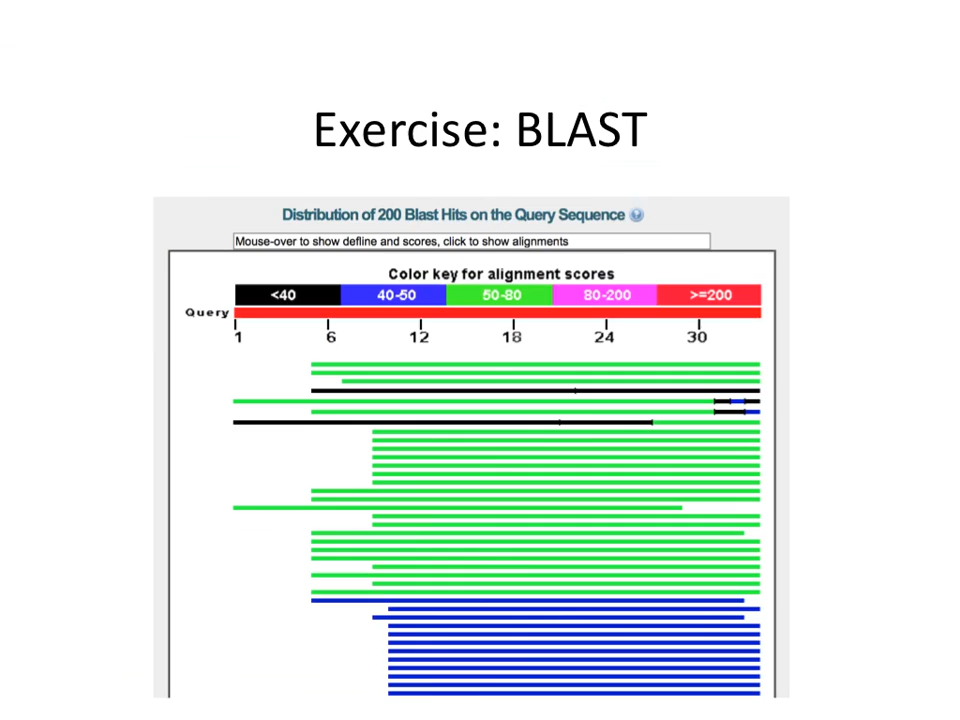 Exercise: BLAST
Distribution of 200 Blast Hits on the Query Sequence
Mouse-over to show defline and scores, click to show alignments
Color key for alignment scores
<40 40-50 50-80 80-200 >=200
Query
1 6 12 18 24 30